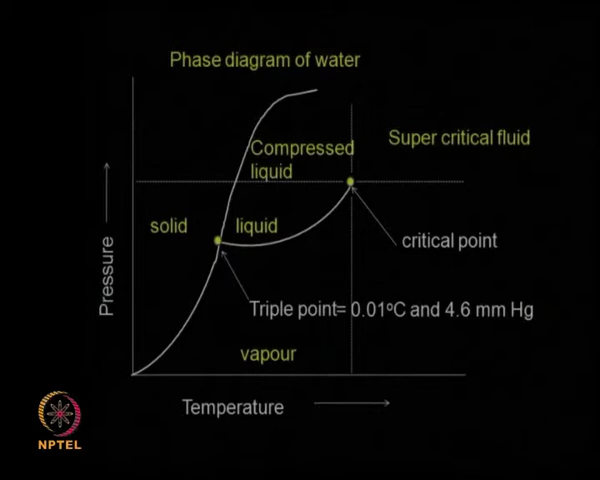 Phase diagram of water
Compressed
liquid
Super critical fluid
solid
liquid
critical point
Pressure
Triple point= 0.01ºC and 4.6 mm Hg
vapour
Temperature
NPTEL